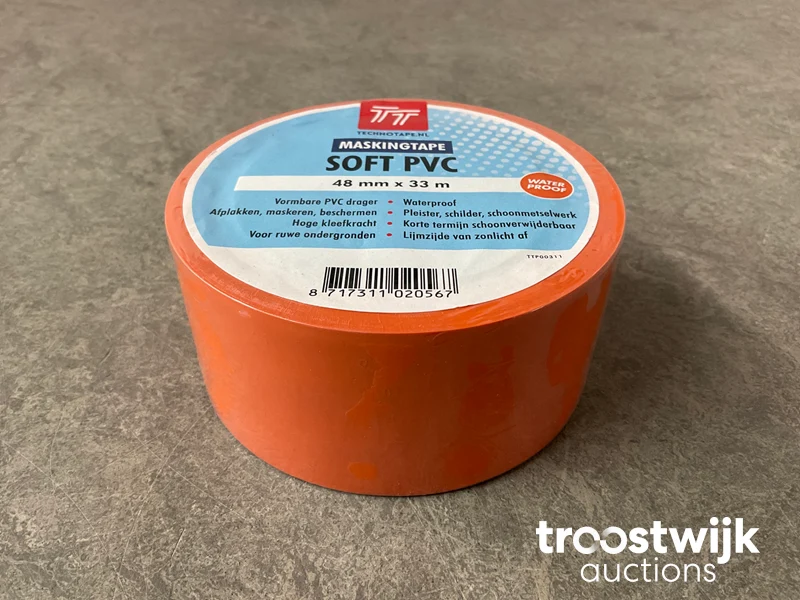 TT
TECHNOTAPE.NL
MASKINGTAPE
SOFT PVC
48 mm x 33 m
WATER
PROOF
Vormbare PVC drager • Waterproof
Afplakken, maskeren, beschermen • Pleister, schilder, schoonmetselwerk
Hoge kleefkracht • Korte termijn schoonverwijderbaar
Voor ruwe ondergronden • Lijmzijde van zonlicht af
TTP00311
8 717311 020567
troostwijk
auctions